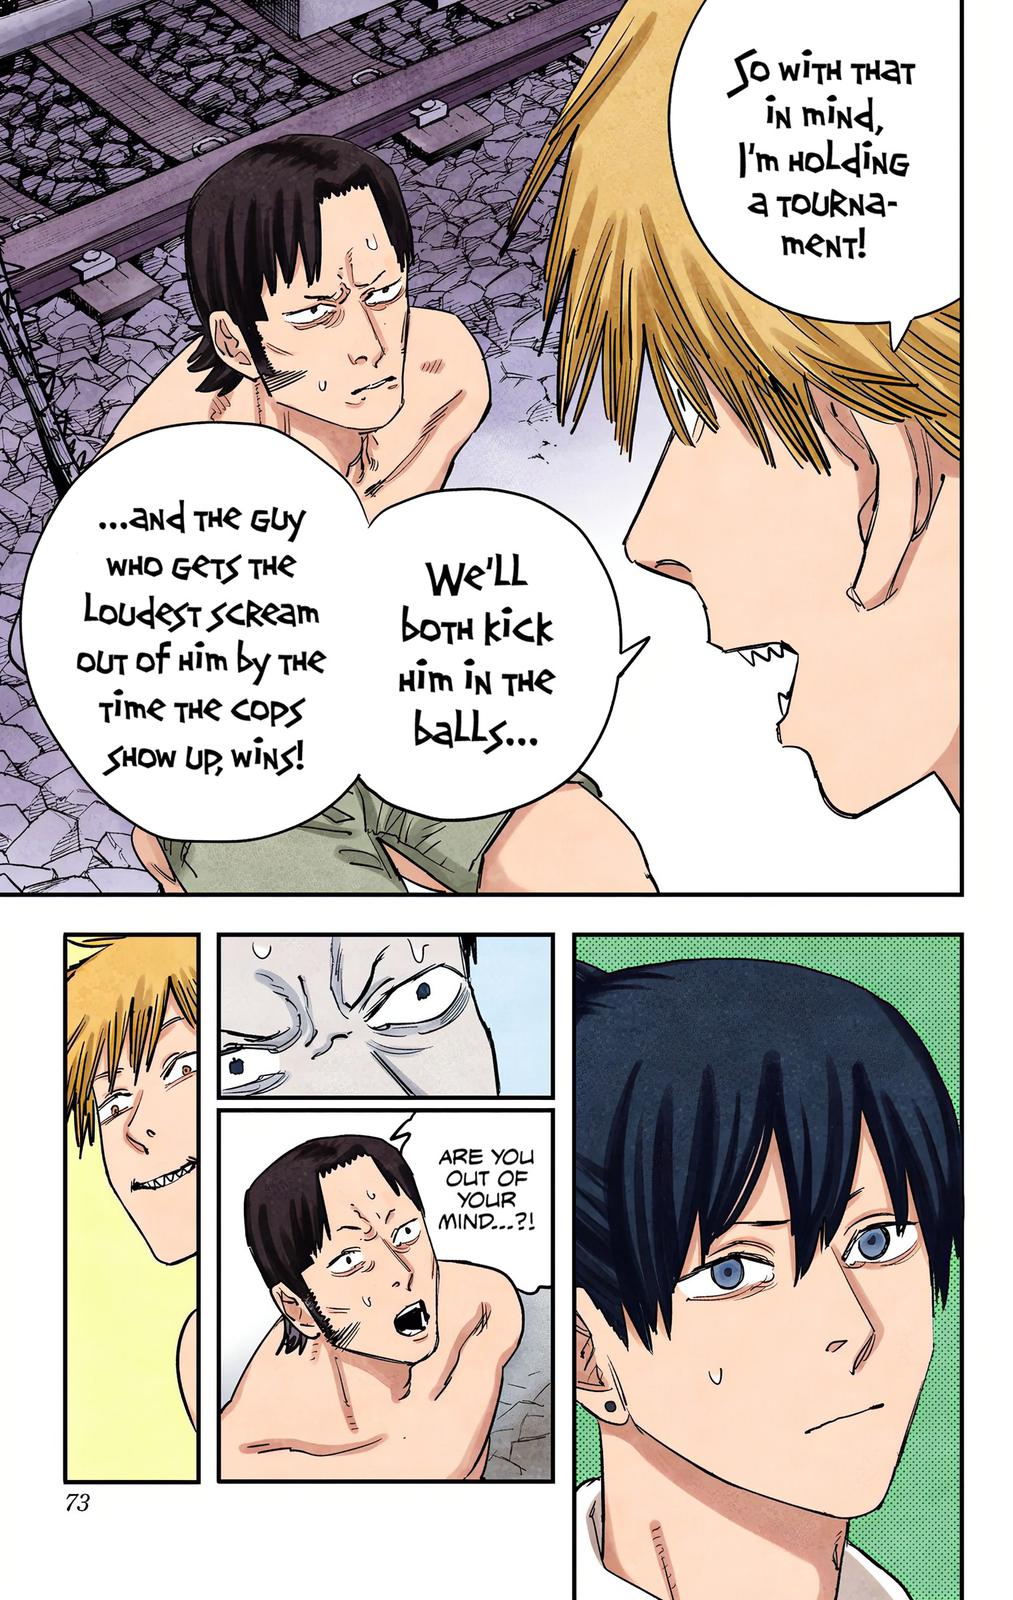 So with that
in mind,
I'm holding
a tourna-
ment!
We'll
both kick
him in the
balls...
...and the guy
who gets the
loudest scream
out of him by the
time the cops
show up, wins!
ARE YOU
OUT OF
YOUR
MIND...?!
73